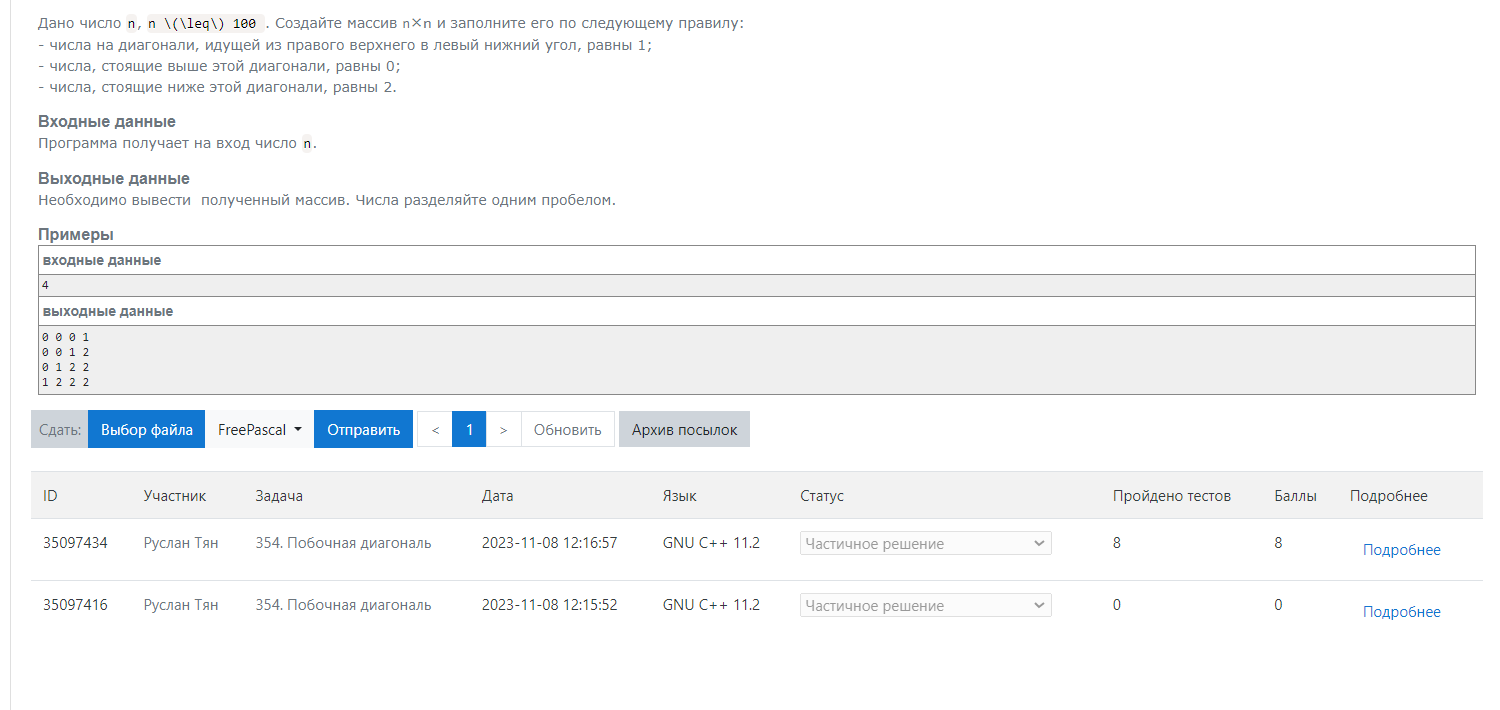 Дано число n, n \(\leq\) 100 . Создайте массив n×n и заполните его по следующему правилу:
- числа на диагонали, идущей из правого верхнего в левый нижний угол, равны 1;
- числа, стоящие выше этой диагонали, равны 0;
- числа, стоящие ниже этой диагонали, равны 2.
Входные данные
Программа получает на вход число n.
Выходные данные
Необходимо вывести  полученный массив. Числа разделяйте одним пробелом.
Примеры
входные данные
4
выходные данные
0 0 0 1
0 0 1 2
0 1 2 2
1 2 2 2
Сдать: Выбор файла FreePascal Отправить < 1 > Обновить Архив посылок
ID Участник Задача Дата Язык Статус Пройдено тестов Баллы Подробнее
35097434 Руслан Тян 354. Побочная диагональ 2023-11-08 12:16:57 GNU C++ 11.2 Частичное решение 8 8 Подробнее
35097416 Руслан Тян 354. Побочная диагональ 2023-11-08 12:15:52 GNU C++ 11.2 Частичное решение 0 0 Подробнее